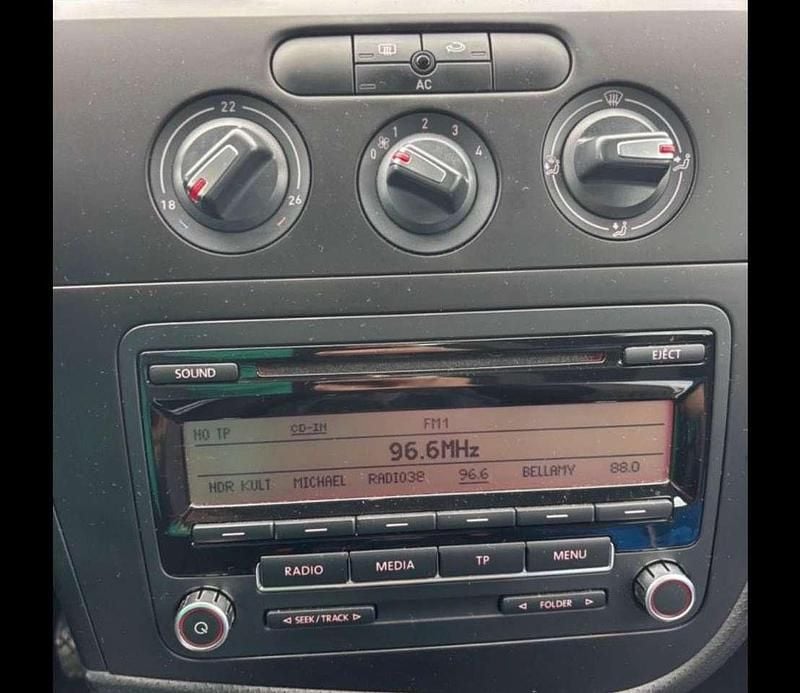 AC
22
18 26
0 1 2 3 4
SOUND EJECT
NO TP CD-IN FM1
96.6MHz
NDR KULT MICHAEL RADIO38 96.6 BELLAMY 88.0
RADIO MEDIA TP MENU
SEEK/TRACK FOLDER